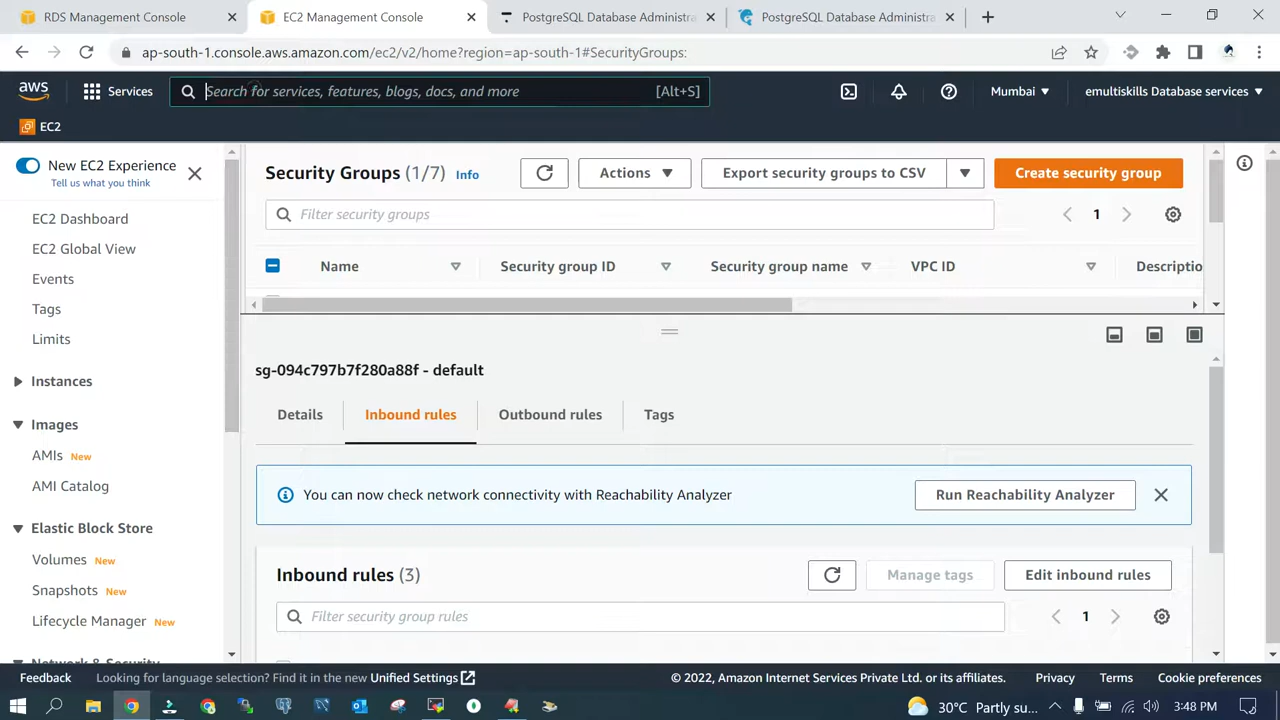 RDS Management Console
EC2 Management Console
PostgreSQL Database Administra
PostgreSQL Database Administra
ap-south-1.console.aws.amazon.com/ec2/v2/home?region=ap-south-1#SecurityGroups:
aws
Services
Search for services, features, blogs, docs, and more
[Alt+S]
Mumbai
emultiskills Database services
EC2
New EC2 Experience
Tell us what you think
EC2 Dashboard
EC2 Global View
Events
Tags
Limits
Instances
Images
AMIs New
AMI Catalog
Elastic Block Store
Volumes New
Snapshots New
Lifecycle Manager New
Network & Security
Security Groups (1/7) Info
Actions
Export security groups to CSV
Create security group
Filter security groups
1
Name
Security group ID
Security group name
VPC ID
Descriptio
sg-094c797b7f280a88f - default
Details
Inbound rules
Outbound rules
Tags
You can now check network connectivity with Reachability Analyzer
Run Reachability Analyzer
Inbound rules (3)
Manage tags
Edit inbound rules
Filter security group rules
1
Feedback
Looking for language selection? Find it in the new Unified Settings
© 2022, Amazon Internet Services Private Ltd. or its affiliates.
Privacy
Terms
Cookie preferences
30°C Partly su...
3:48 PM